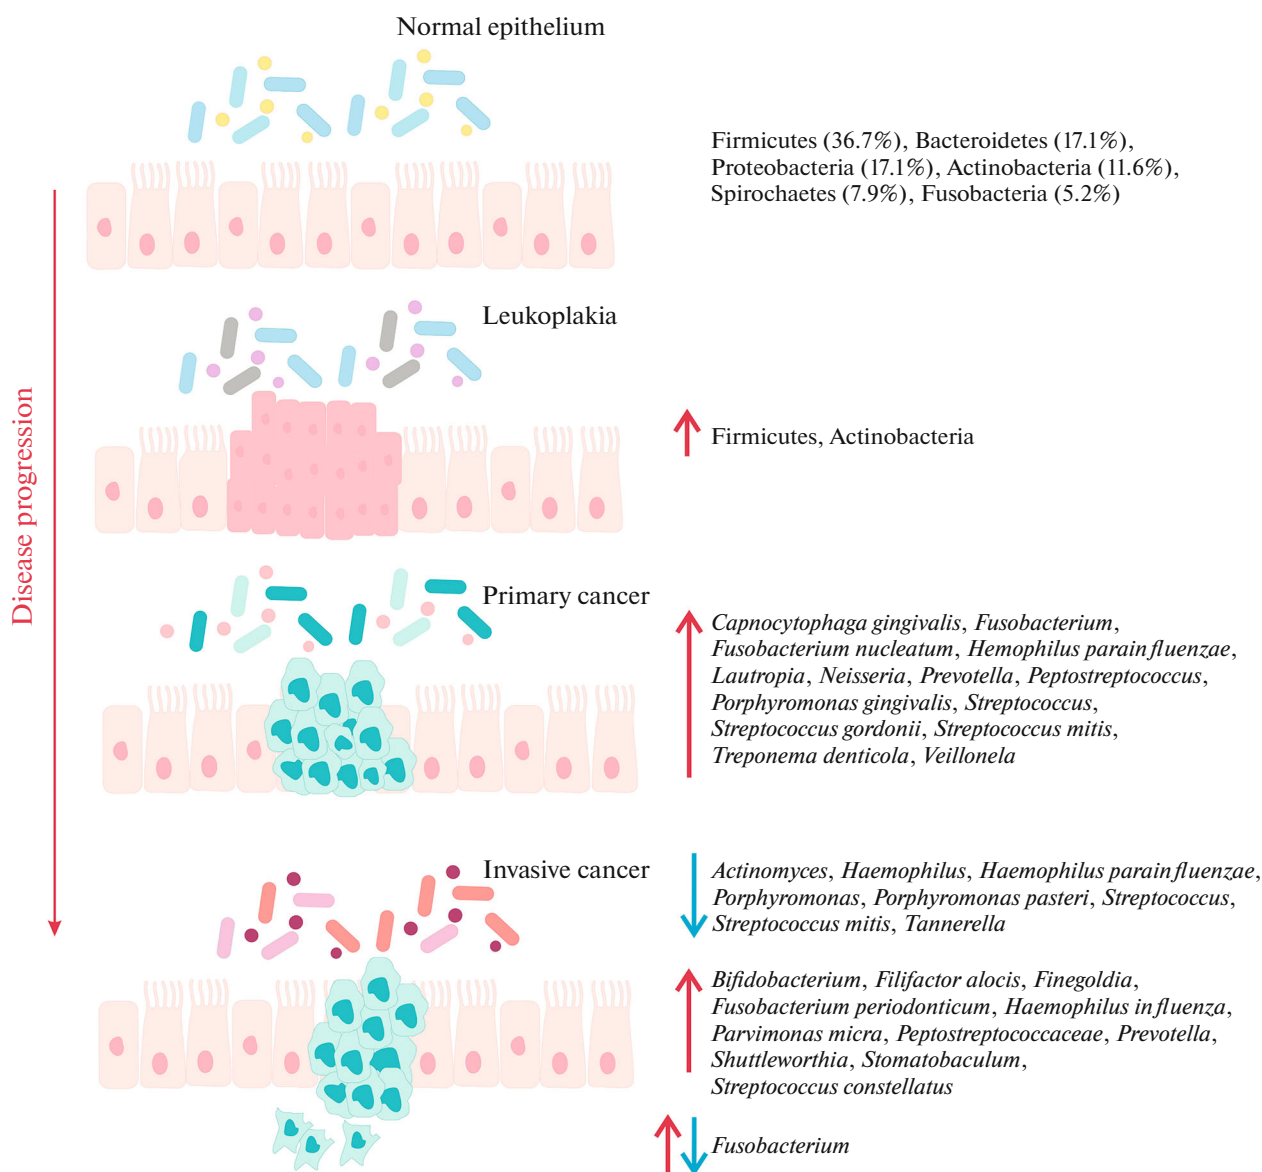 Normal epithelium
Firmicutes (36.7%), Bacteroidetes (17.1%),
Proteobacteria (17.1%), Actinobacteria (11.6%),
Spirochaetes (7.9%), Fusobacteria (5.2%)
Disease progression
Leukoplakia
Firmicutes, Actinobacteria
Primary cancer
Capnocytophaga gingivalis, Fusobacterium,
Fusobacterium nucleatum, Hemophilus parainfluenzae,
Lautropia, Neisseria, Prevotella, Peptostreptococcus,
Porphyromonas gingivalis, Streptococcus,
Streptococcus gordonii, Streptococcus mitis,
Treponema denticola, Veillonela
Invasive cancer
Actinomyces, Haemophilus, Haemophilus parainfluenzae,
Porphyromonas, Porphyromonas pasteri, Streptococcus,
Streptococcus mitis, Tannerella
Bifidobacterium, Filifactor alocis, Finegoldia,
Fusobacterium periodonticum, Haemophilus influenza,
Parvimonas micra, Peptostreptococcaceae, Prevotella,
Shuttleworthia, Stomatobaculum,
Streptococcus constellatus
Fusobacterium